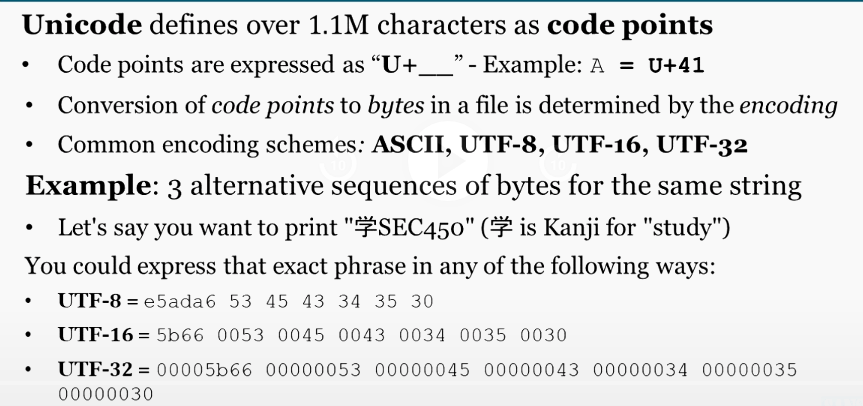 Unicode defines over 1.1M characters as code points
• Code points are expressed as “U+__” - Example: A = U+41
• Conversion of code points to bytes in a file is determined by the encoding
• Common encoding schemes: ASCII, UTF-8, UTF-16, UTF-32
Example: 3 alternative sequences of bytes for the same string
• Let's say you want to print "学SEC450" (学 is Kanji for "study")
You could express that exact phrase in any of the following ways:
• UTF-8 = e5ada6 53 45 43 34 35 30
• UTF-16 = 5b66 0053 0045 0043 0034 0035 0030
• UTF-32 = 00005b66 00000053 00000045 00000043 00000034 00000035
00000030